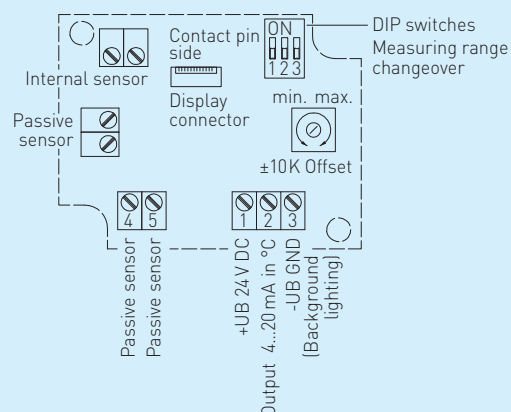 ON
1 2 3
DIP switches
Measuring range
changeover
Contact pin
side
Internal sensor
Display
connector
Passive
sensor
min. max.
±10K Offset
4 5
1 2 3
Passive sensor
Passive sensor
+UB 24V DC
Output 4...20mA in °C
-UB GND
(Background
lighting)